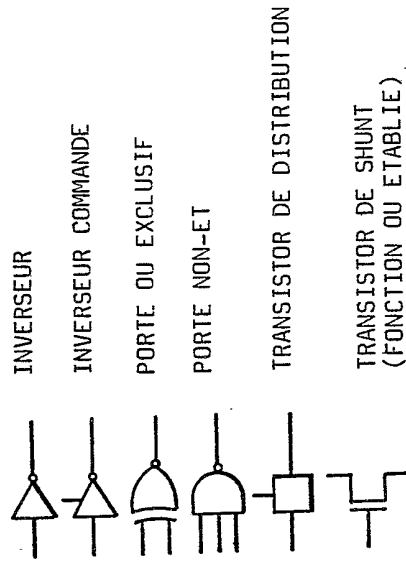 INVERSEUR
INVERSEUR COMMANDE
PORTE OU EXCLUSIF
PORTE NON-ET
TRANSISTOR DE DISTRIBUTION
TRANSISTOR DE SHUNT
(FONCTION OU ETABLIE)